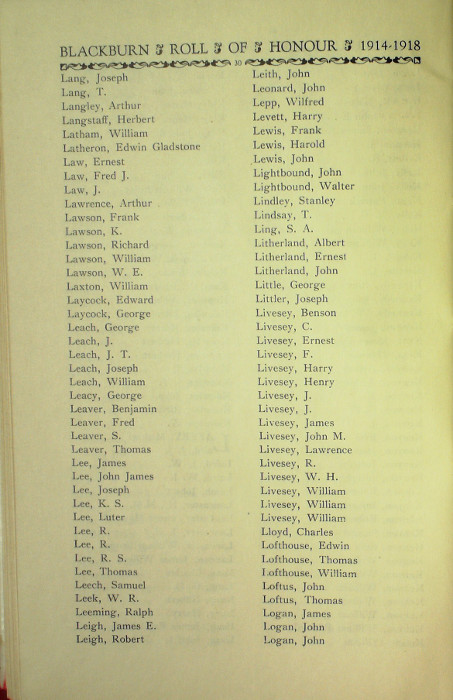 BLACKBURN ROLL OF HONOUR 1914-1918
30
Lang, Joseph
Lang, T.
Langley, Arthur
Langstaff, Herbert
Latham, William
Latheron, Edwin Gladstone
Law, Ernest
Law, Fred J.
Law, J.
Lawrence, Arthur
Lawson, Frank
Lawson, K.
Lawson, Richard
Lawson, William
Lawson, W. E.
Laxton, William
Laycock, Edward
Laycock, George
Leach, George
Leach, J.
Leach, J. T.
Leach, Joseph
Leach, William
Leacy, George
Leaver, Benjamin
Leaver, Fred
Leaver, S.
Leaver, Thomas
Lee, James
Lee, John James
Lee, Joseph
Lee, K. S.
Lee, Luter
Lee, R.
Lee, R.
Lee, R. S.
Lee, Thomas
Leech, Samuel
Leek, W. R.
Leeming, Ralph
Leigh, James E.
Leigh, Robert
Leith, John
Leonard, John
Lepp, Wilfred
Levett, Harry
Lewis, Frank
Lewis, Harold
Lewis, John
Lightbound, John
Lightbound, Walter
Lindley, Stanley
Lindsay, T.
Ling, S. A.
Litherland, Albert
Litherland, Ernest
Litherland, John
Little, George
Littler, Joseph
Livesey, Benson
Livesey, C.
Livesey, Ernest
Livesey, F.
Livesey, Harry
Livesey, Henry
Livesey, J.
Livesey, J.
Livesey, James
Livesey, John M.
Livesey, Lawrence
Livesey, R.
Livesey, W. H.
Livesey, William
Livesey, William
Livesey, William
Lloyd, Charles
Lofthouse, Edwin
Lofthouse, Thomas
Lofthouse, William
Loftus, John
Loftus, Thomas
Logan, James
Logan, John
Logan, John